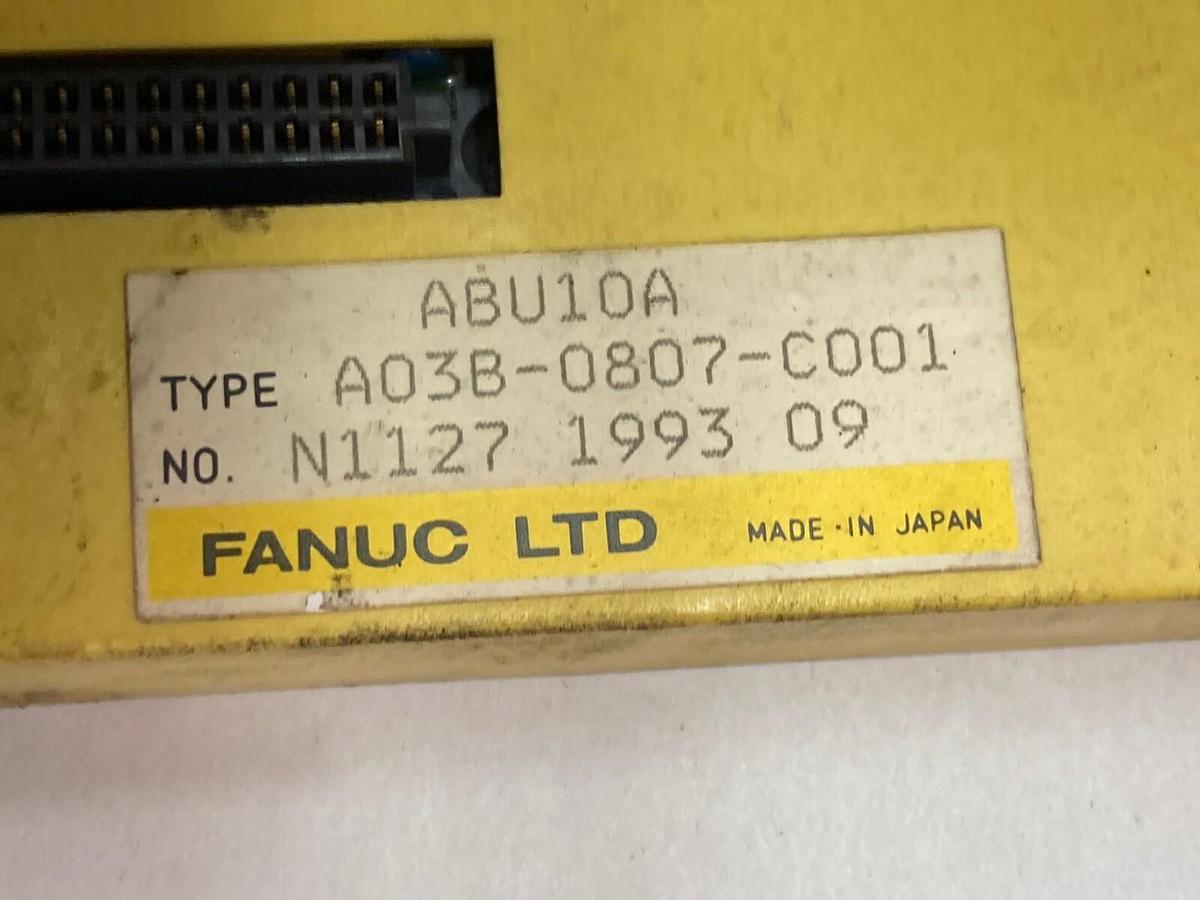 ABU10A
TYPE A03B-0807-C001
NO. N1127 1993 09
FANUC LTD MADE·IN JAPAN